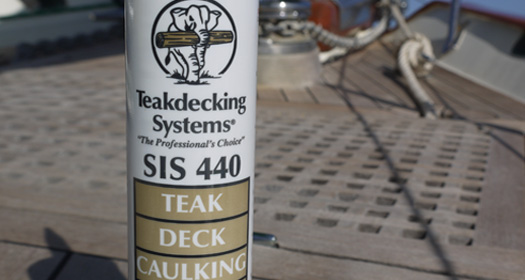 Teakdecking
Systems®
"The Professional's Choice"
SIS 440
TEAK
DECK
CAULKING